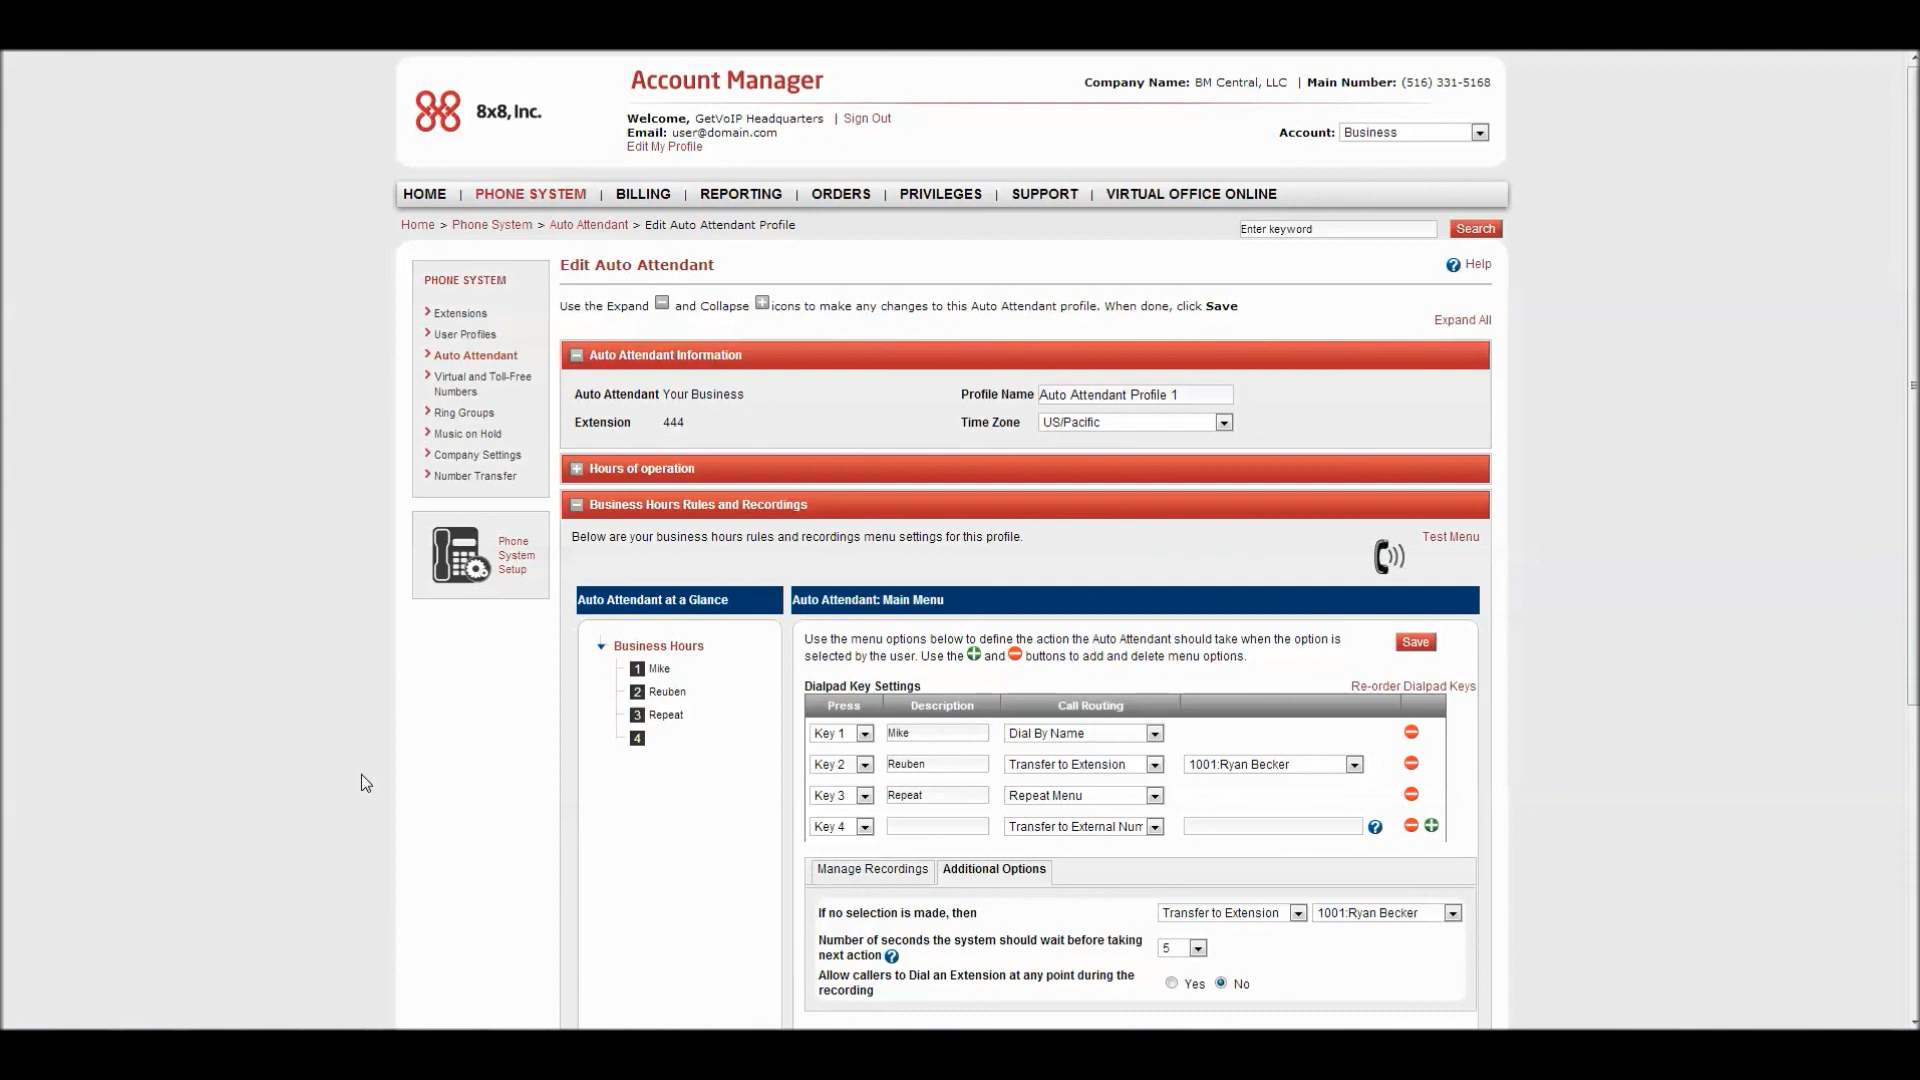 8x8, Inc.
Account Manager
Company Name: BM Central, LLC | Main Number: (516) 331-5168
Welcome, GetVoIP Headquarters | Sign Out
Email: user@domain.com
Edit My Profile
Account: Business
HOME | PHONE SYSTEM | BILLING | REPORTING | ORDERS | PRIVILEGES | SUPPORT | VIRTUAL OFFICE ONLINE
Home > Phone System > Auto Attendant > Edit Auto Attendant Profile
Enter keyword Search
PHONE SYSTEM
Extensions
User Profiles
Auto Attendant
Virtual and Toll-Free
Numbers
Ring Groups
Music on Hold
Company Settings
Number Transfer
Phone
System
Setup
Edit Auto Attendant
? Help
Use the Expand and Collapse icons to make any changes to this Auto Attendant profile. When done, click Save
Expand All
Auto Attendant Information
Auto Attendant Your Business Profile Name Auto Attendant Profile 1
Extension 444 Time Zone US/Pacific
Hours of operation
Business Hours Rules and Recordings
Below are your business hours rules and recordings menu settings for this profile.
Test Menu
Auto Attendant at a Glance
Business Hours
1 Mike
2 Reuben
3 Repeat
4
Auto Attendant: Main Menu
Use the menu options below to define the action the Auto Attendant should take when the option is
selected by the user. Use the and buttons to add and delete menu options.
Save
Dialpad Key Settings Re-order Dialpad Keys
Press Description Call Routing
Key 1 Mike Dial By Name
Key 2 Reuben Transfer to Extension 1001:Ryan Becker
Key 3 Repeat Repeat Menu
Key 4 Transfer to External Num ?
Manage Recordings Additional Options
If no selection is made, then Transfer to Extension 1001:Ryan Becker
Number of seconds the system should wait before taking
next action ? 5
Allow callers to Dial an Extension at any point during the
recording Yes No